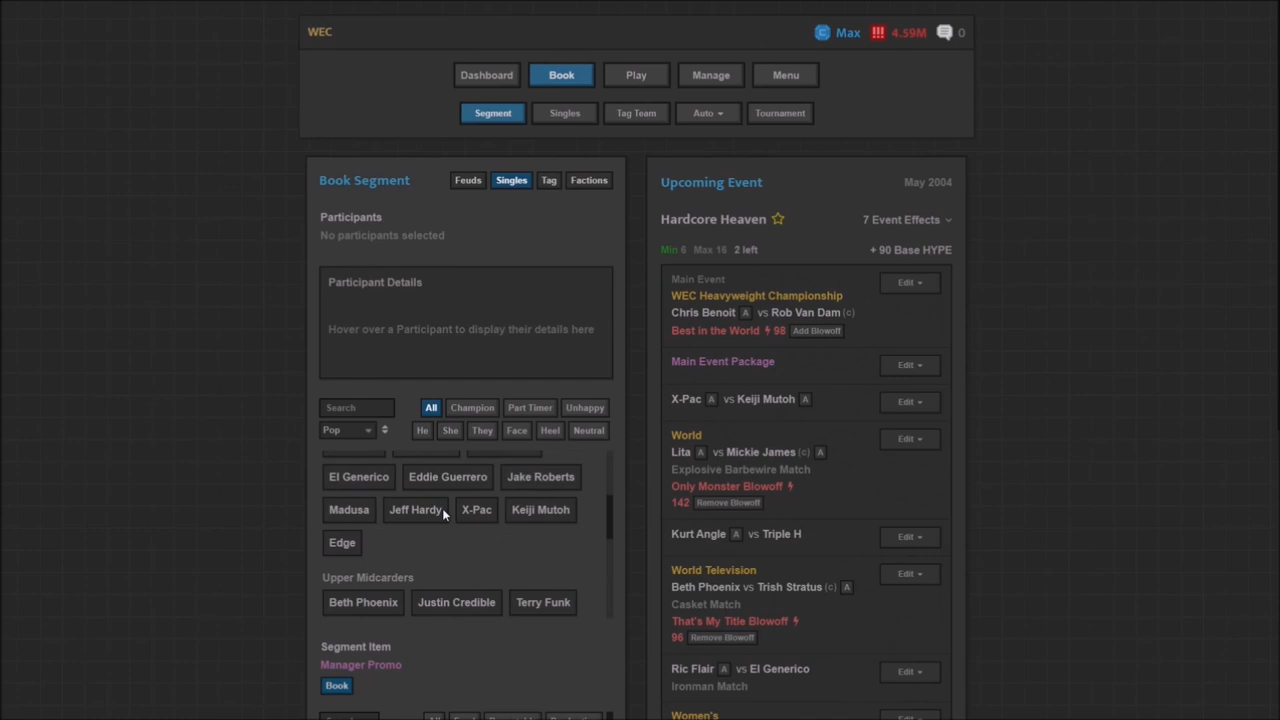 WEC
Max 4.59M 0
Dashboard Book Play Manage Menu
Segment Singles Tag Team Auto Tournament
Book Segment Feuds Singles Tag Factions
Participants
No participants selected
Participant Details
Hover over a Participant to display their details here
Search All Champion Part Timer Unhappy
Pop He She They Face Heel Neutral
El Generico Eddie Guerrero Jake Roberts
Madusa Jeff Hardy X-Pac Keiji Mutoh
Edge
Upper Midcarders
Beth Phoenix Justin Credible Terry Funk
Segment Item
Manager Promo
Book
Upcoming Event May 2004
Hardcore Heaven 7 Event Effects
Min 6 Max 16 2 left + 90 Base HYPE
Main Event Edit
WEC Heavyweight Championship
Chris Benoit A vs Rob Van Dam (c)
Best in the World 98 Add Blowoff
Main Event Package Edit
X-Pac A vs Keiji Mutoh A Edit
World Edit
Lita A vs Mickie James (c) A
Explosive Barbewire Match
Only Monster Blowoff
142 Remove Blowoff
Kurt Angle A vs Triple H Edit
World Television Edit
Beth Phoenix vs Trish Stratus (c) A
Casket Match
That's My Title Blowoff
96 Remove Blowoff
Ric Flair A vs El Generico Edit
Ironman Match
Women's